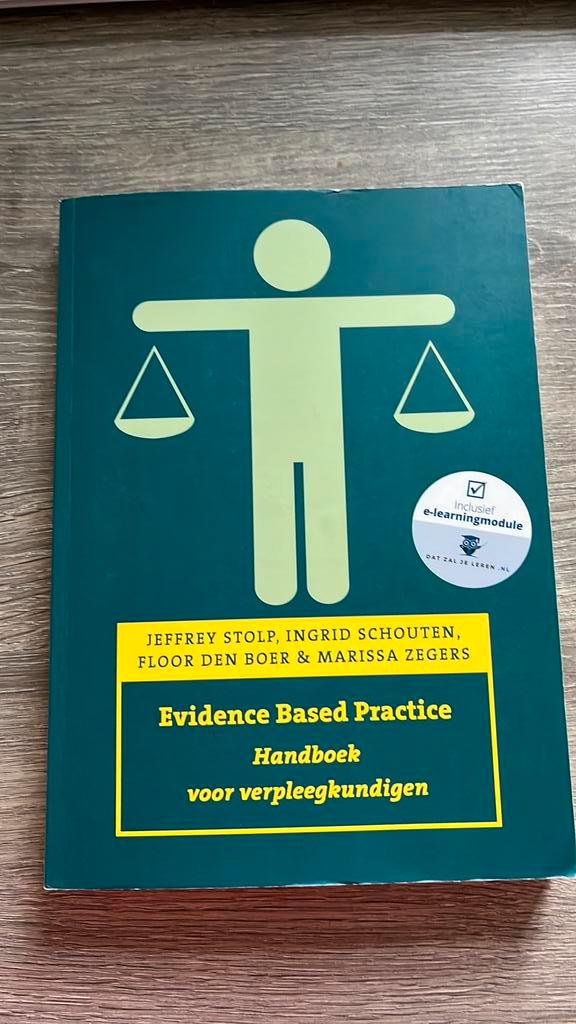 Inclusief
e-learningmodule
DAT ZAL JE LEREN .NL
JEFFREY STOLP, INGRID SCHOUTEN,
FLOOR DEN BOER & MARISSA ZEGERS
Evidence Based Practice
Handboek
voor verpleegkundigen